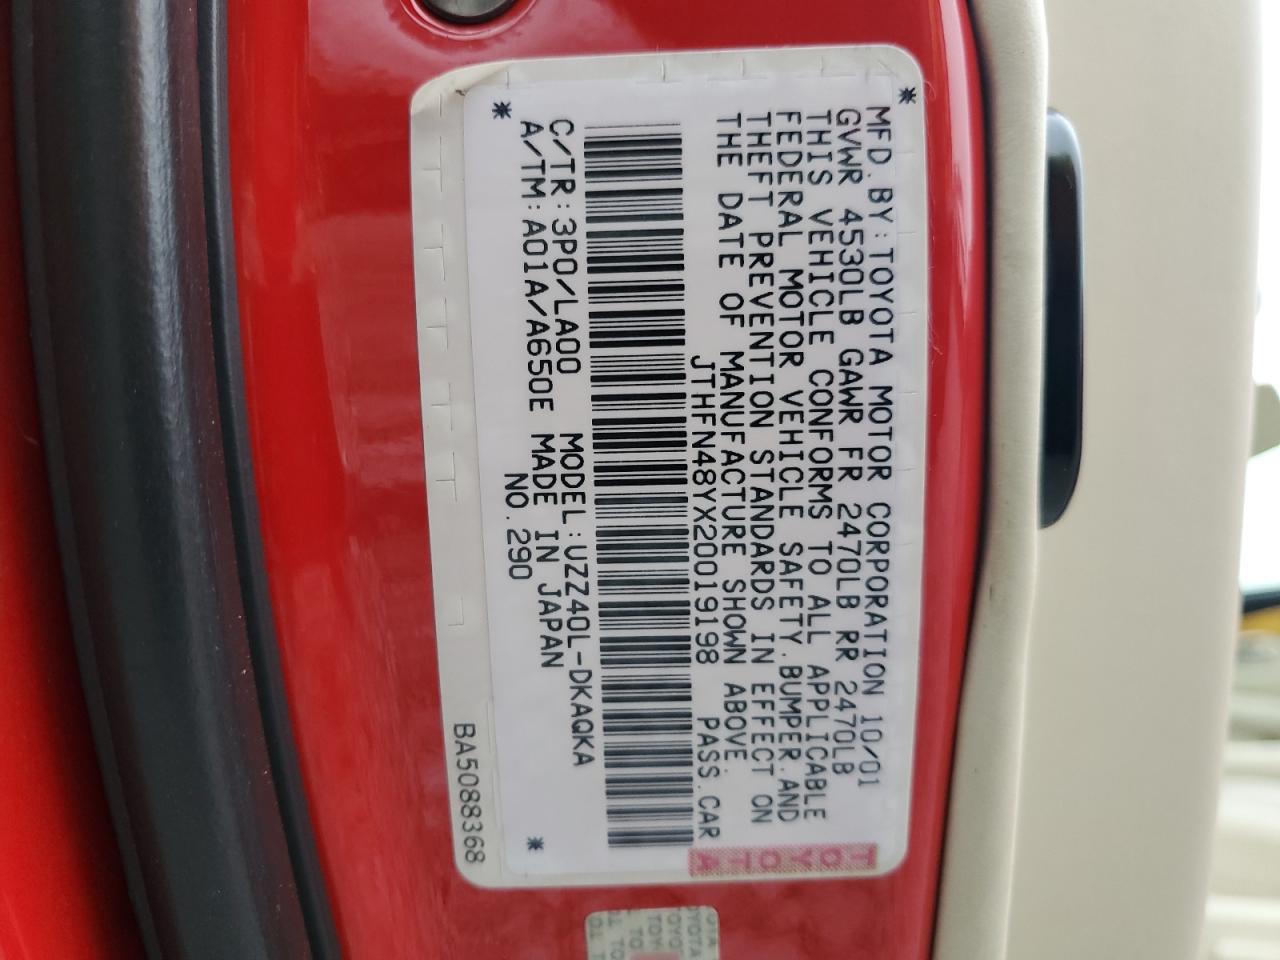 MFD. BY: TOYOTA MOTOR CORPORATION 10/01
GVWR 4530LB GAWR FR 2470LB RR 2470LB
THIS VEHICLE CONFORMS TO ALL APPLICABLE
FEDERAL MOTOR VEHICLE SAFETY. BUMPER. AND
THEFT PREVENTION STANDARDS IN EFFECT ON
THE DATE OF MANUFACTURE SHOWN ABOVE.
JTHFN48YX20019198 PASS. CAR
C/TR: 3P0/LA00 MODEL: UZZ40L-DKAQKA
A/TM: A01A/A650E MADE IN JAPAN
NO. 290
TOYOTA
BA5088368